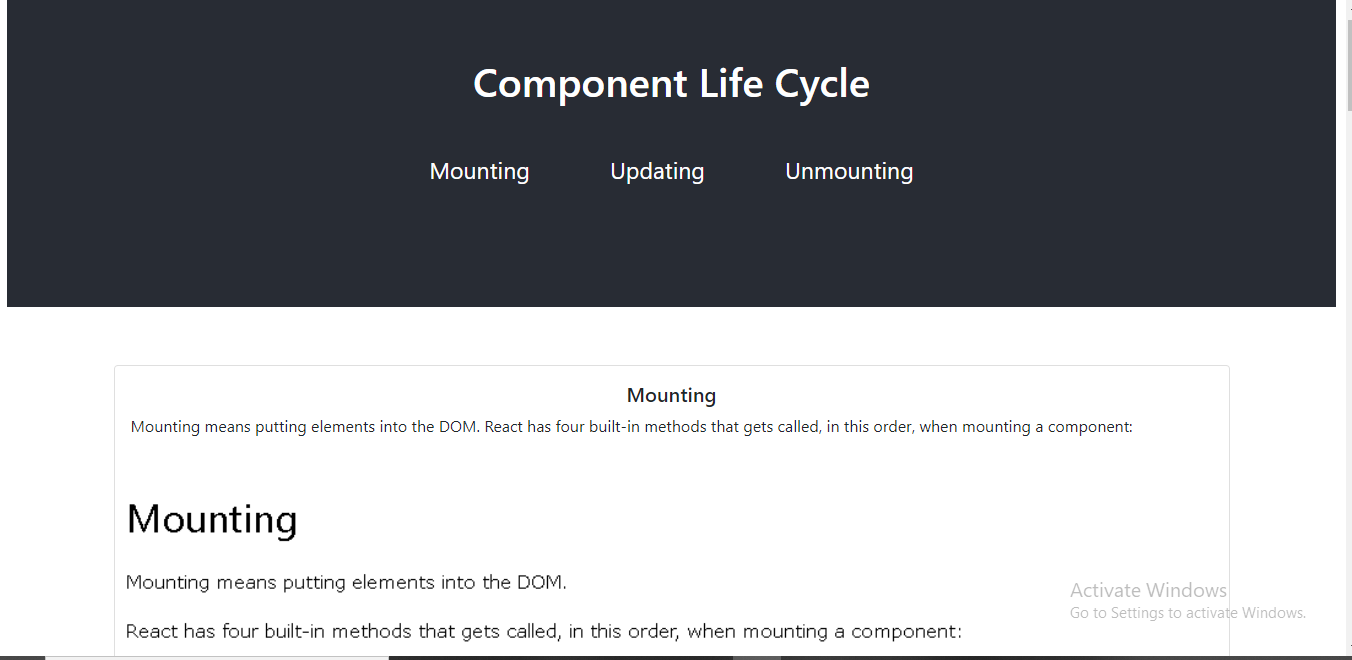 Component Life Cycle
Mounting Updating Unmounting
Mounting
Mounting means putting elements into the DOM. React has four built-in methods that gets called, in this order, when mounting a component:
Mounting
Mounting means putting elements into the DOM.
React has four built-in methods that gets called, in this order, when mounting a component:
Activate Windows
Go to Settings to activate Windows.